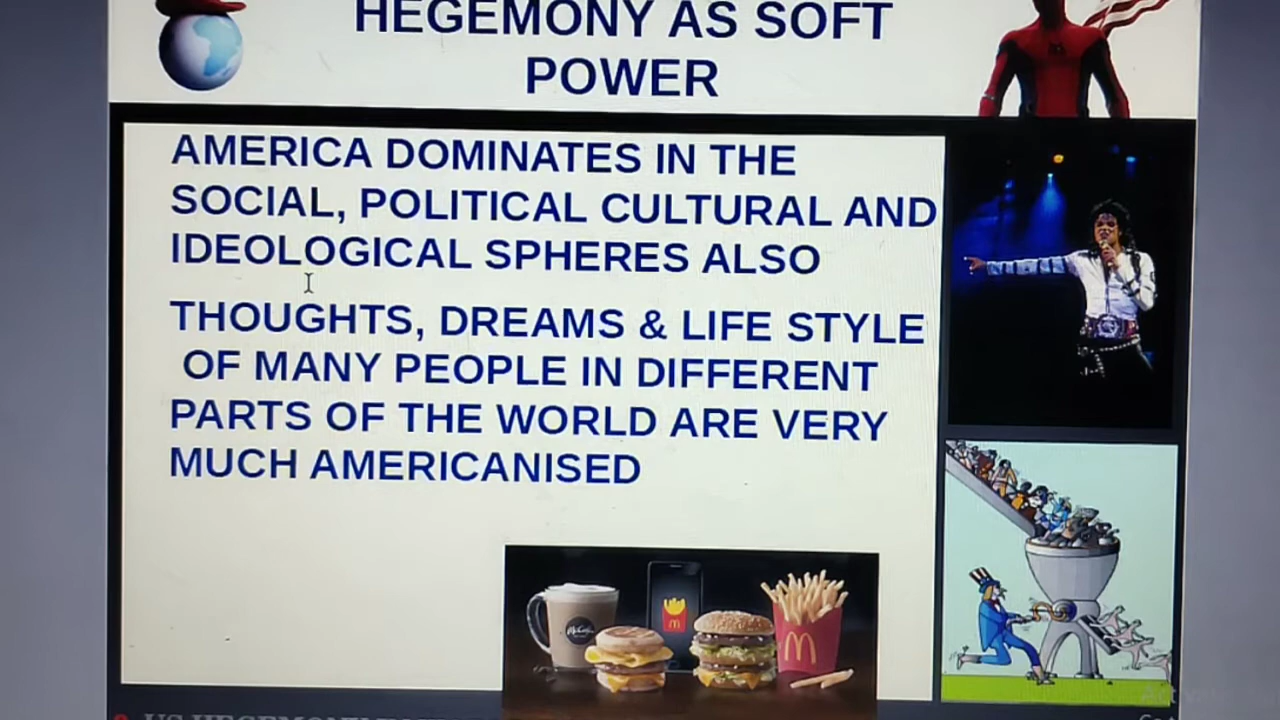 HEGEMONY AS SOFT
POWER
AMERICA DOMINATES IN THE
SOCIAL, POLITICAL CULTURAL AND
IDEOLOGICAL SPHERES ALSO
THOUGHTS, DREAMS & LIFE STYLE
OF MANY PEOPLE IN DIFFERENT
PARTS OF THE WORLD ARE VERY
MUCH AMERICANISED
McCafé